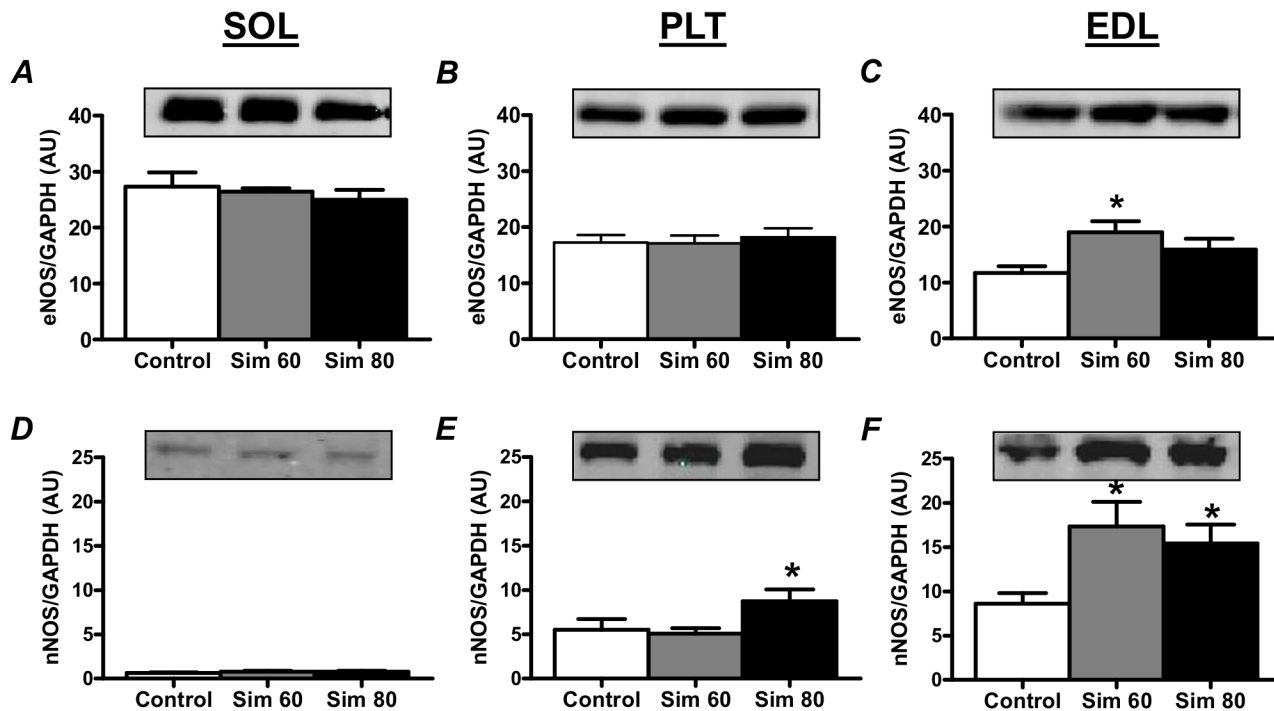 SOL
PLT
EDL
A
B
C
eNOS/GAPDH (AU)
40
30
20
10
0
Control Sim 60 Sim 80
eNOS/GAPDH (AU)
40
30
20
10
0
Control Sim 60 Sim 80
eNOS/GAPDH (AU)
40
30
20
10
0
*
Control Sim 60 Sim 80
D
E
F
nNOS/GAPDH (AU)
25
20
15
10
5
0
Control Sim 60 Sim 80
nNOS/GAPDH (AU)
25
20
15
10
5
0
*
Control Sim 60 Sim 80
nNOS/GAPDH (AU)
25
20
15
10
5
0
*
*
Control Sim 60 Sim 80